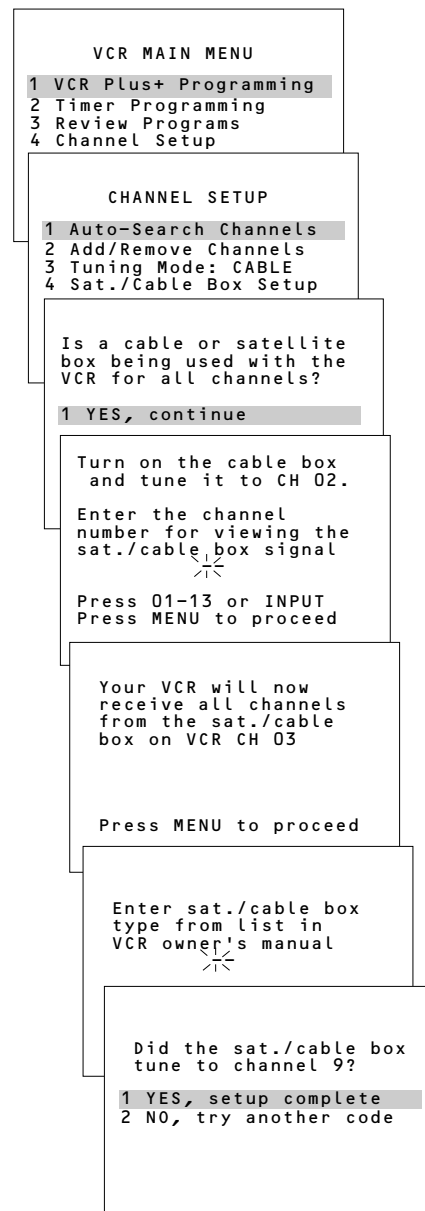 VCR MAIN MENU
1 VCR Plus+ Programming
2 Timer Programming
3 Review Programs
4 Channel Setup
CHANNEL SETUP
1 Auto-Search Channels
2 Add/Remove Channels
3 Tuning Mode: CABLE
4 Sat./Cable Box Setup
Is a cable or satellite
box being used with the
VCR for all channels?
1 YES, continue
Turn on the cable box
and tune it to CH 02.
Enter the channel
number for viewing the
sat./cable box signal
--
Press 01-13 or INPUT
Press MENU to proceed
Your VCR will now
receive all channels
from the sat./cable
box on VCR CH 03
Press MENU to proceed
Enter sat./cable box
type from list in
VCR owner's manual
--
Did the sat./cable box
tune to channel 9?
1 YES, setup complete
2 NO, try another code